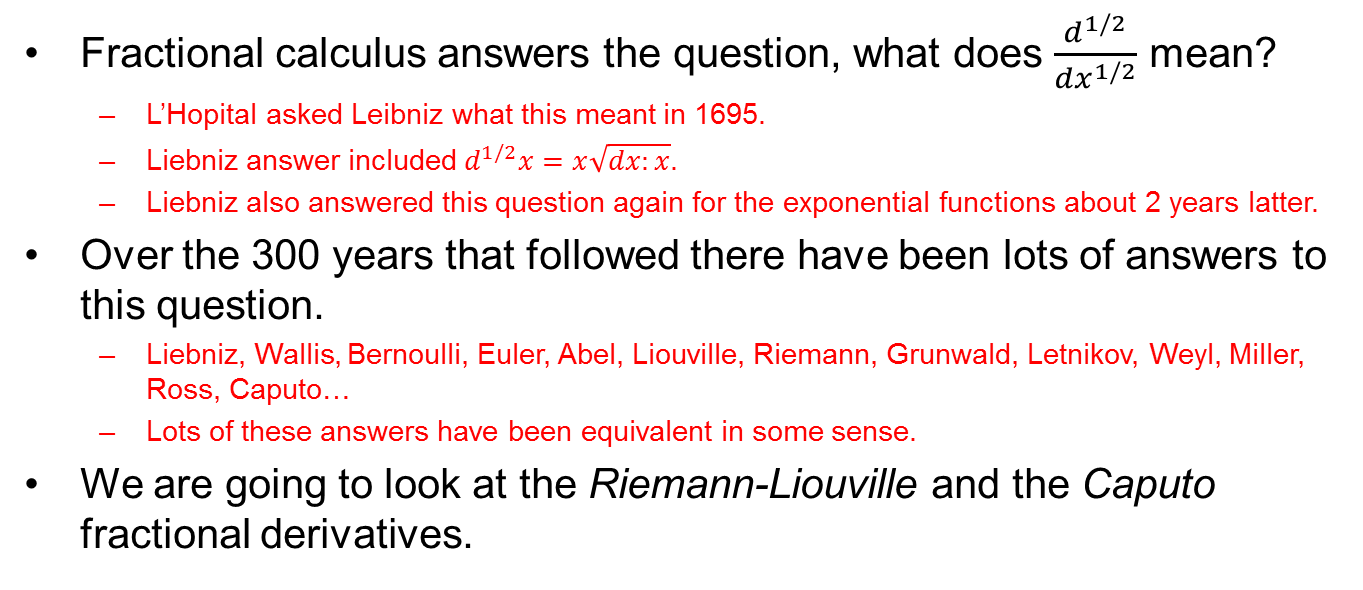 • Fractional calculus answers the question, what does d^{1/2}/dx^{1/2} mean?
– L'Hopital asked Leibniz what this meant in 1695.
– Liebniz answer included d^{1/2}x = x√(dx: x).
– Liebniz also answered this question again for the exponential functions about 2 years latter.
• Over the 300 years that followed there have been lots of answers to
this question.
– Liebniz, Wallis, Bernoulli, Euler, Abel, Liouville, Riemann, Grunwald, Letnikov, Weyl, Miller,
Ross, Caputo…
– Lots of these answers have been equivalent in some sense.
• We are going to look at the Riemann-Liouville and the Caputo
fractional derivatives.